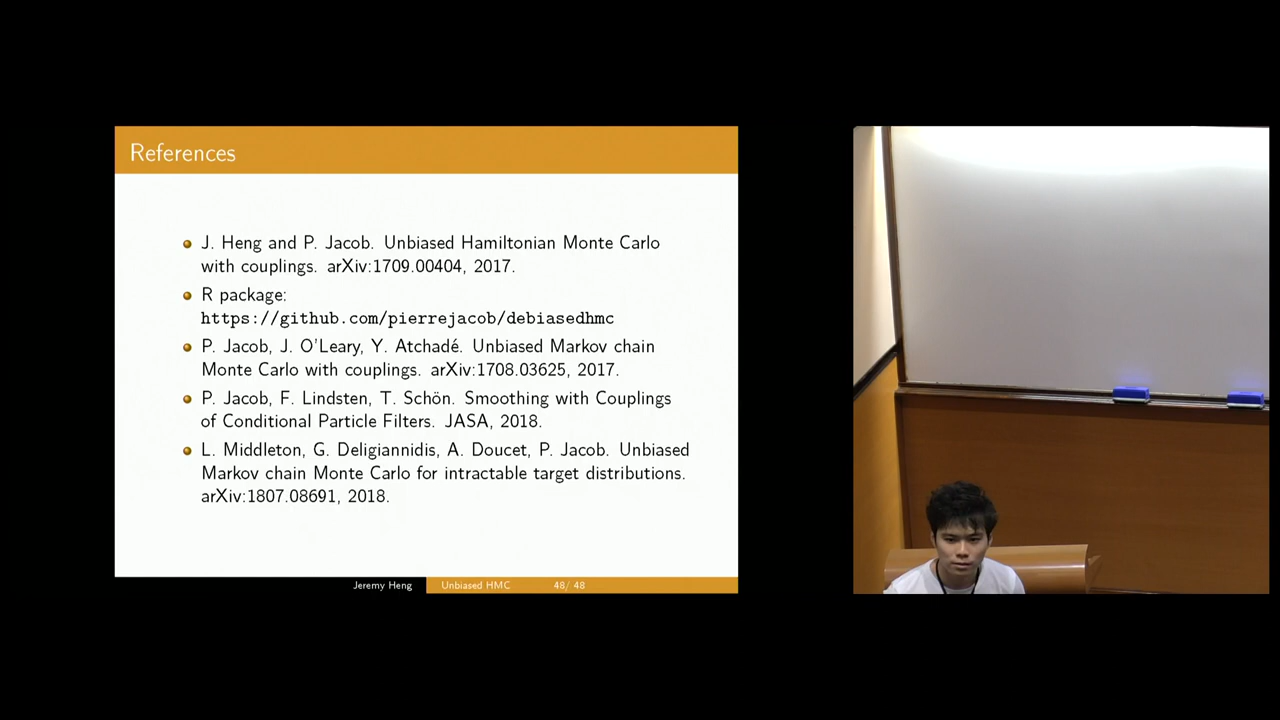 References
J. Heng and P. Jacob. Unbiased Hamiltonian Monte Carlo
with couplings. arXiv:1709.00404, 2017.
R package:
https://github.com/pierrejacob/debiasedhmc
P. Jacob, J. O'Leary, Y. Atchadé. Unbiased Markov chain
Monte Carlo with couplings. arXiv:1708.03625, 2017.
P. Jacob, F. Lindsten, T. Schön. Smoothing with Couplings
of Conditional Particle Filters. JASA, 2018.
L. Middleton, G. Deligiannidis, A. Doucet, P. Jacob. Unbiased
Markov chain Monte Carlo for intractable target distributions.
arXiv:1807.08691, 2018.
Jeremy Heng Unbiased HMC 48/ 48